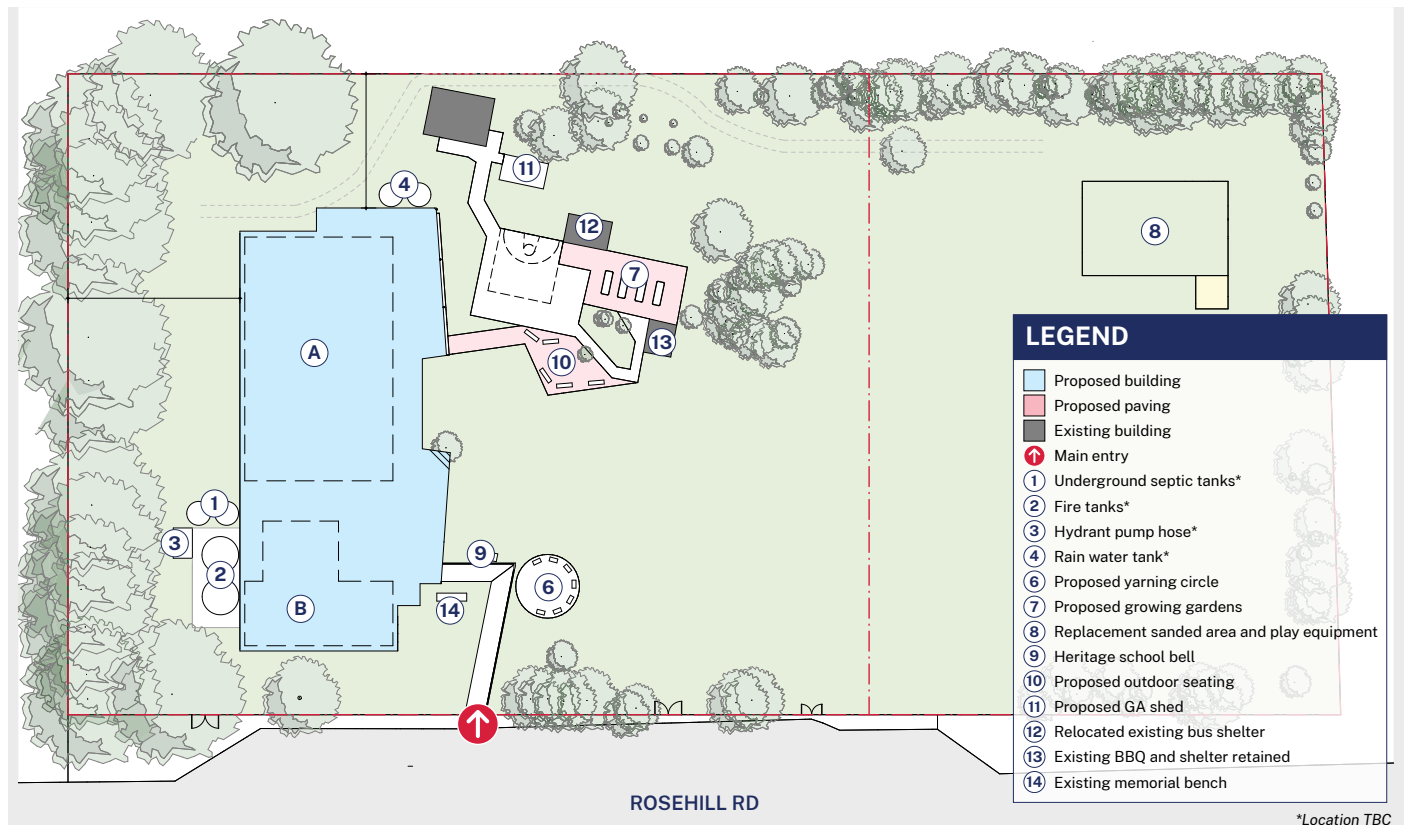 4
11
12
8
7
13
A
10
1
3
9
2
6
B
14
ROSEHILL RD
LEGEND
Proposed building
Proposed paving
Existing building
Main entry
1 Underground septic tanks*
2 Fire tanks*
3 Hydrant pump hose*
4 Rain water tank*
6 Proposed yarning circle
7 Proposed growing gardens
8 Replacement sanded area and play equipment
9 Heritage school bell
10 Proposed outdoor seating
11 Proposed GA shed
12 Relocated existing bus shelter
13 Existing BBQ and shelter retained
14 Existing memorial bench
*Location TBC